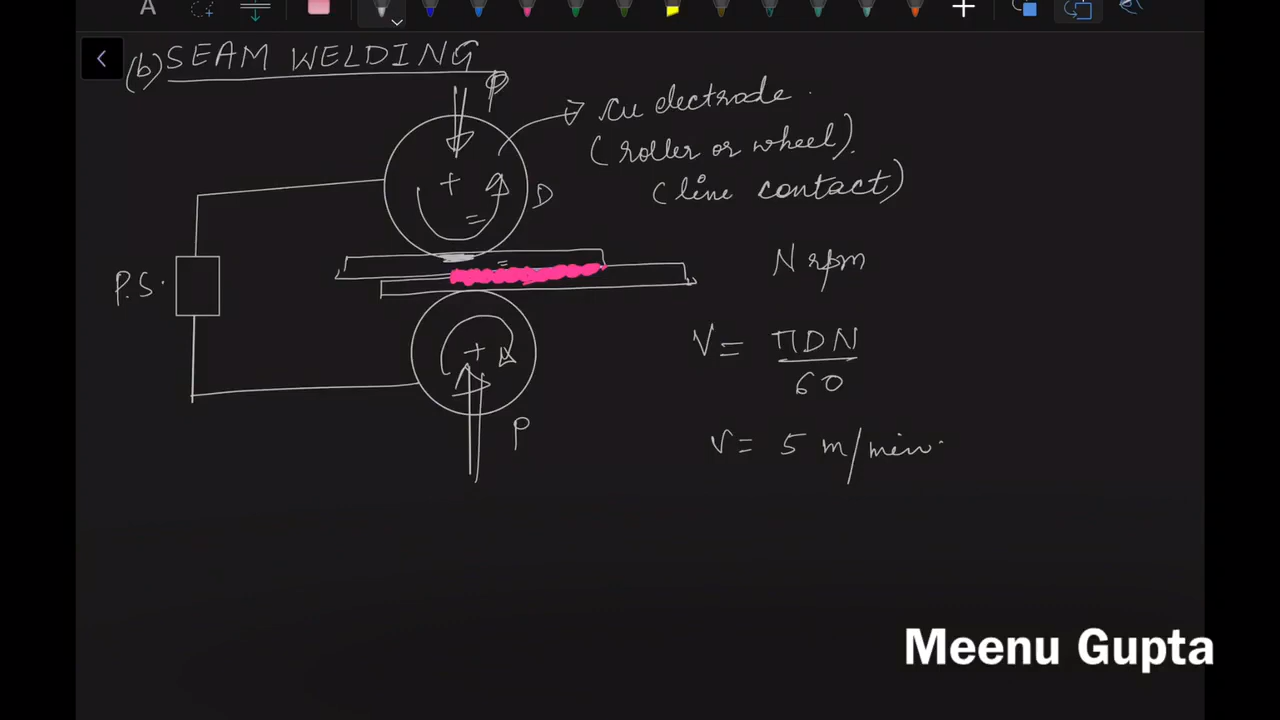 (b) SEAM WELDING
P
Cu electrode
(roller or wheel).
(line contact)
D
N rpm
P.S.
V = πDN
60
P
V = 5 m/min.
Meenu Gupta